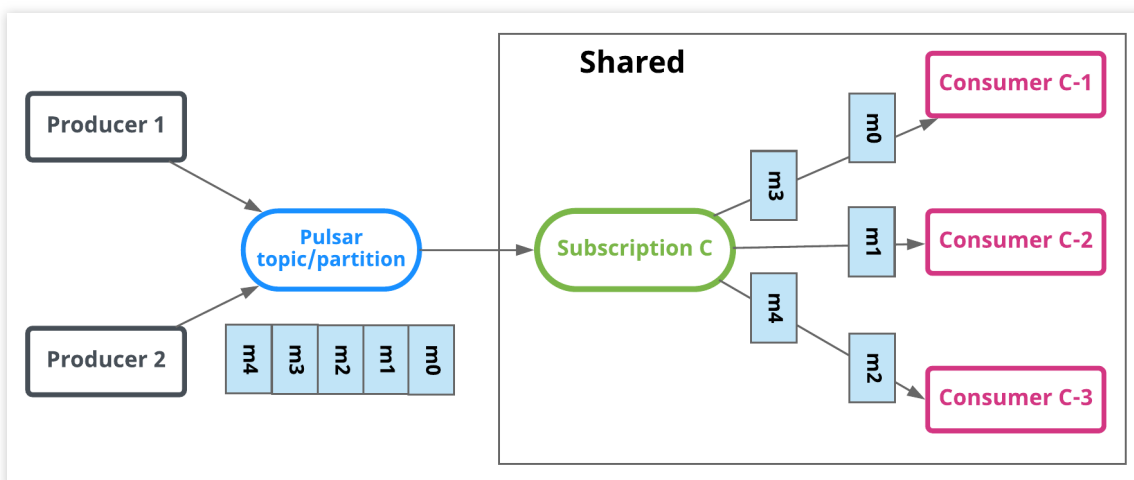 Shared
Producer 1
Producer 2
Pulsar
topic/partition
m4 m3 m2 m1 m0
Subscription C
m3
m0
m1
m4
m2
Consumer C-1
Consumer C-2
Consumer C-3